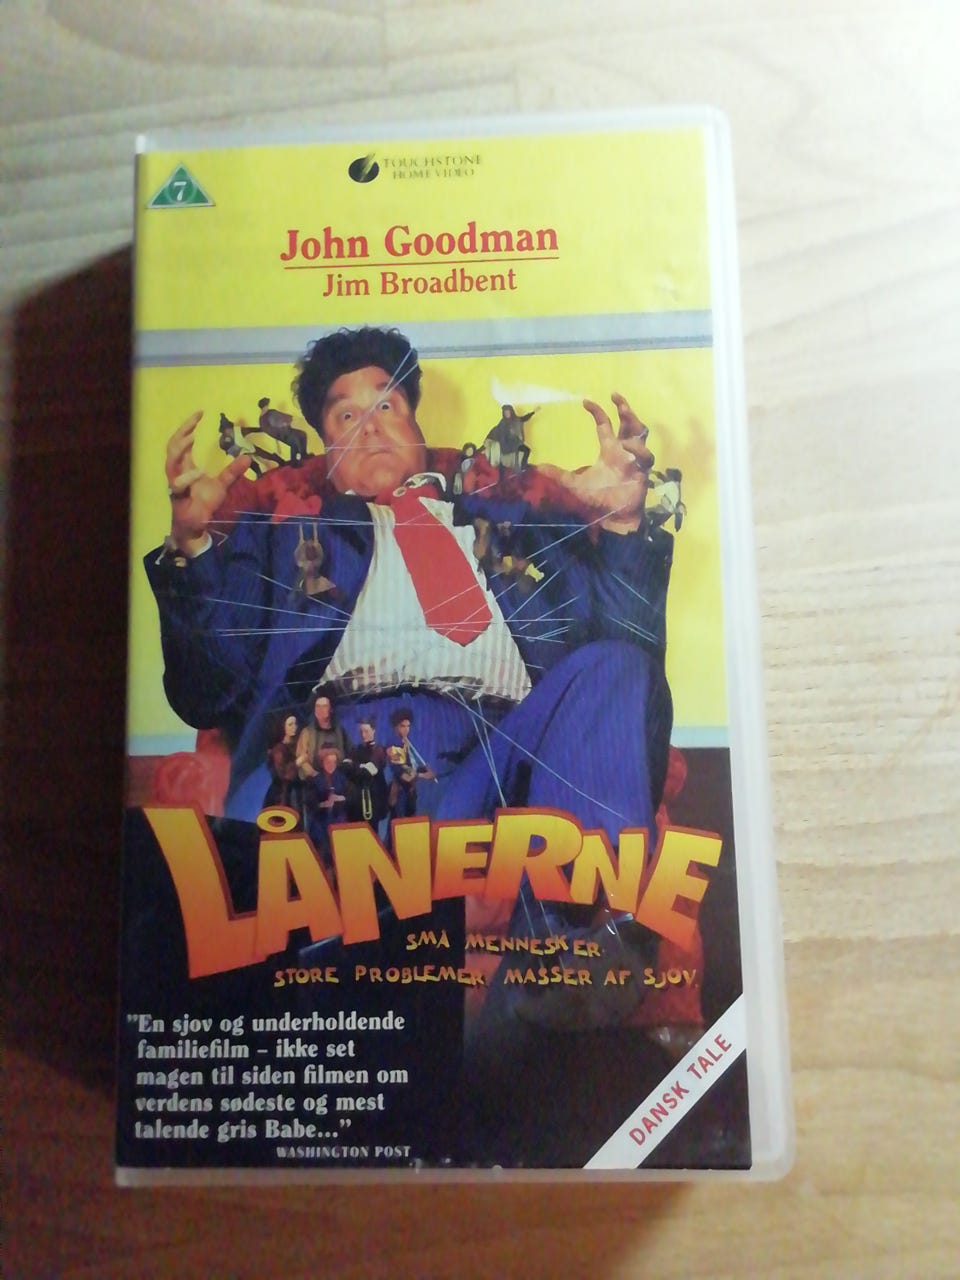 7
TOUCHSTONE
HOME VIDEO
John Goodman
Jim Broadbent
LÅNERNE
SMÅ MENNESKER.
STORE PROBLEMER. MASSER AF SJOV.
"En sjov og underholdende
familiefilm – ikke set
magen til siden filmen om
verdens sødeste og mest
talende gris Babe..."
WASHINGTON POST
DANSK TALE